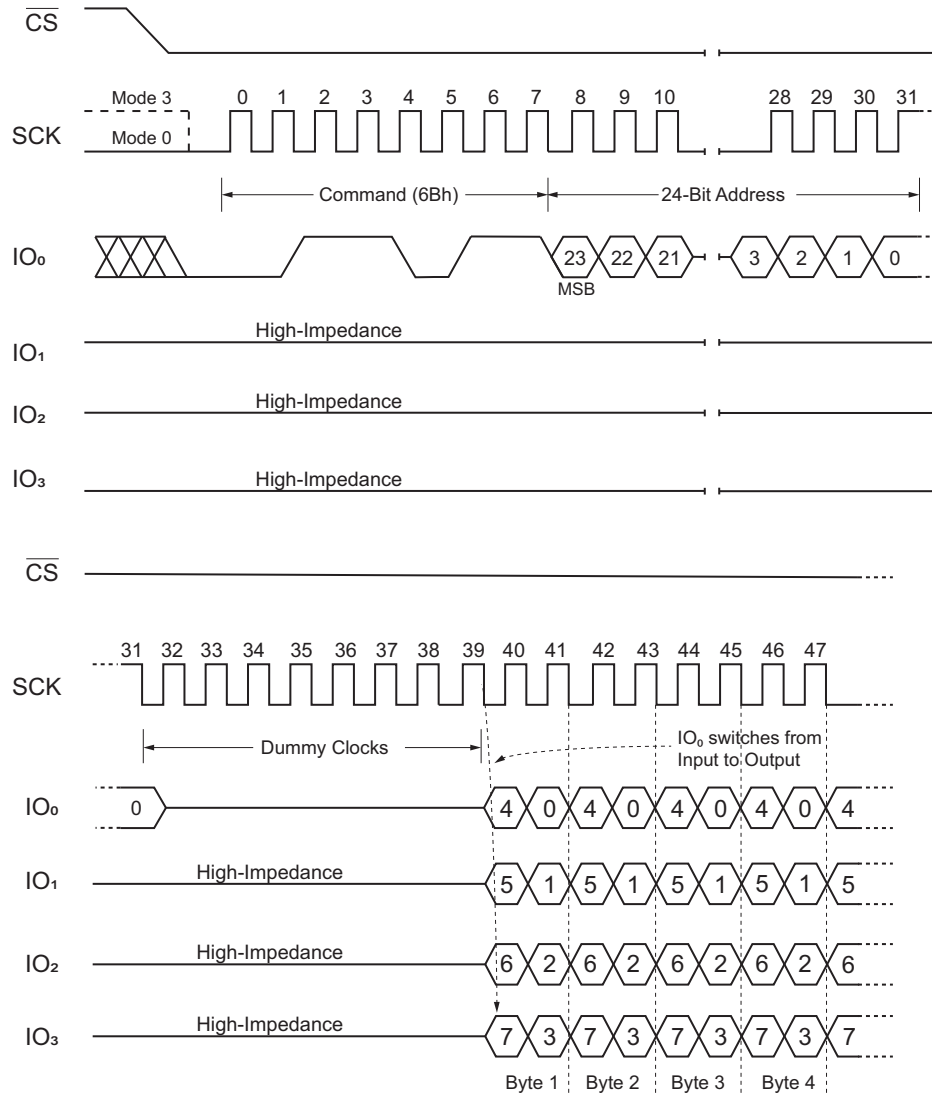 CS
Mode 3
0 1 2 3 4 5 6 7 8 9 10 28 29 30 31
SCK
Mode 0
Command (6Bh)
24-Bit Address
IO₀
23 22 21 3 2 1 0
MSB
High-Impedance
IO₁
High-Impedance
IO₂
High-Impedance
IO₃
CS
31 32 33 34 35 36 37 38 39 40 41 42 43 44 45 46 47
SCK
Dummy Clocks
IO₀ switches from
Input to Output
IO₀
0 4 0 4 0 4 0 4 0 4
IO₁
High-Impedance
5 1 5 1 5 1 5 1 5
IO₂
High-Impedance
6 2 6 2 6 2 6 2 6
IO₃
High-Impedance
7 3 7 3 7 3 7 3 7
Byte 1 Byte 2 Byte 3 Byte 4